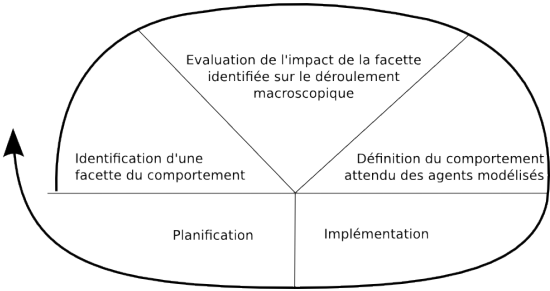 Evaluation de l'impact de la facette
identifiée sur le déroulement
macroscopique
Identification d'une
facette du comportement
Définition du comportement
attendu des agents modélisés
Planification
Implémentation